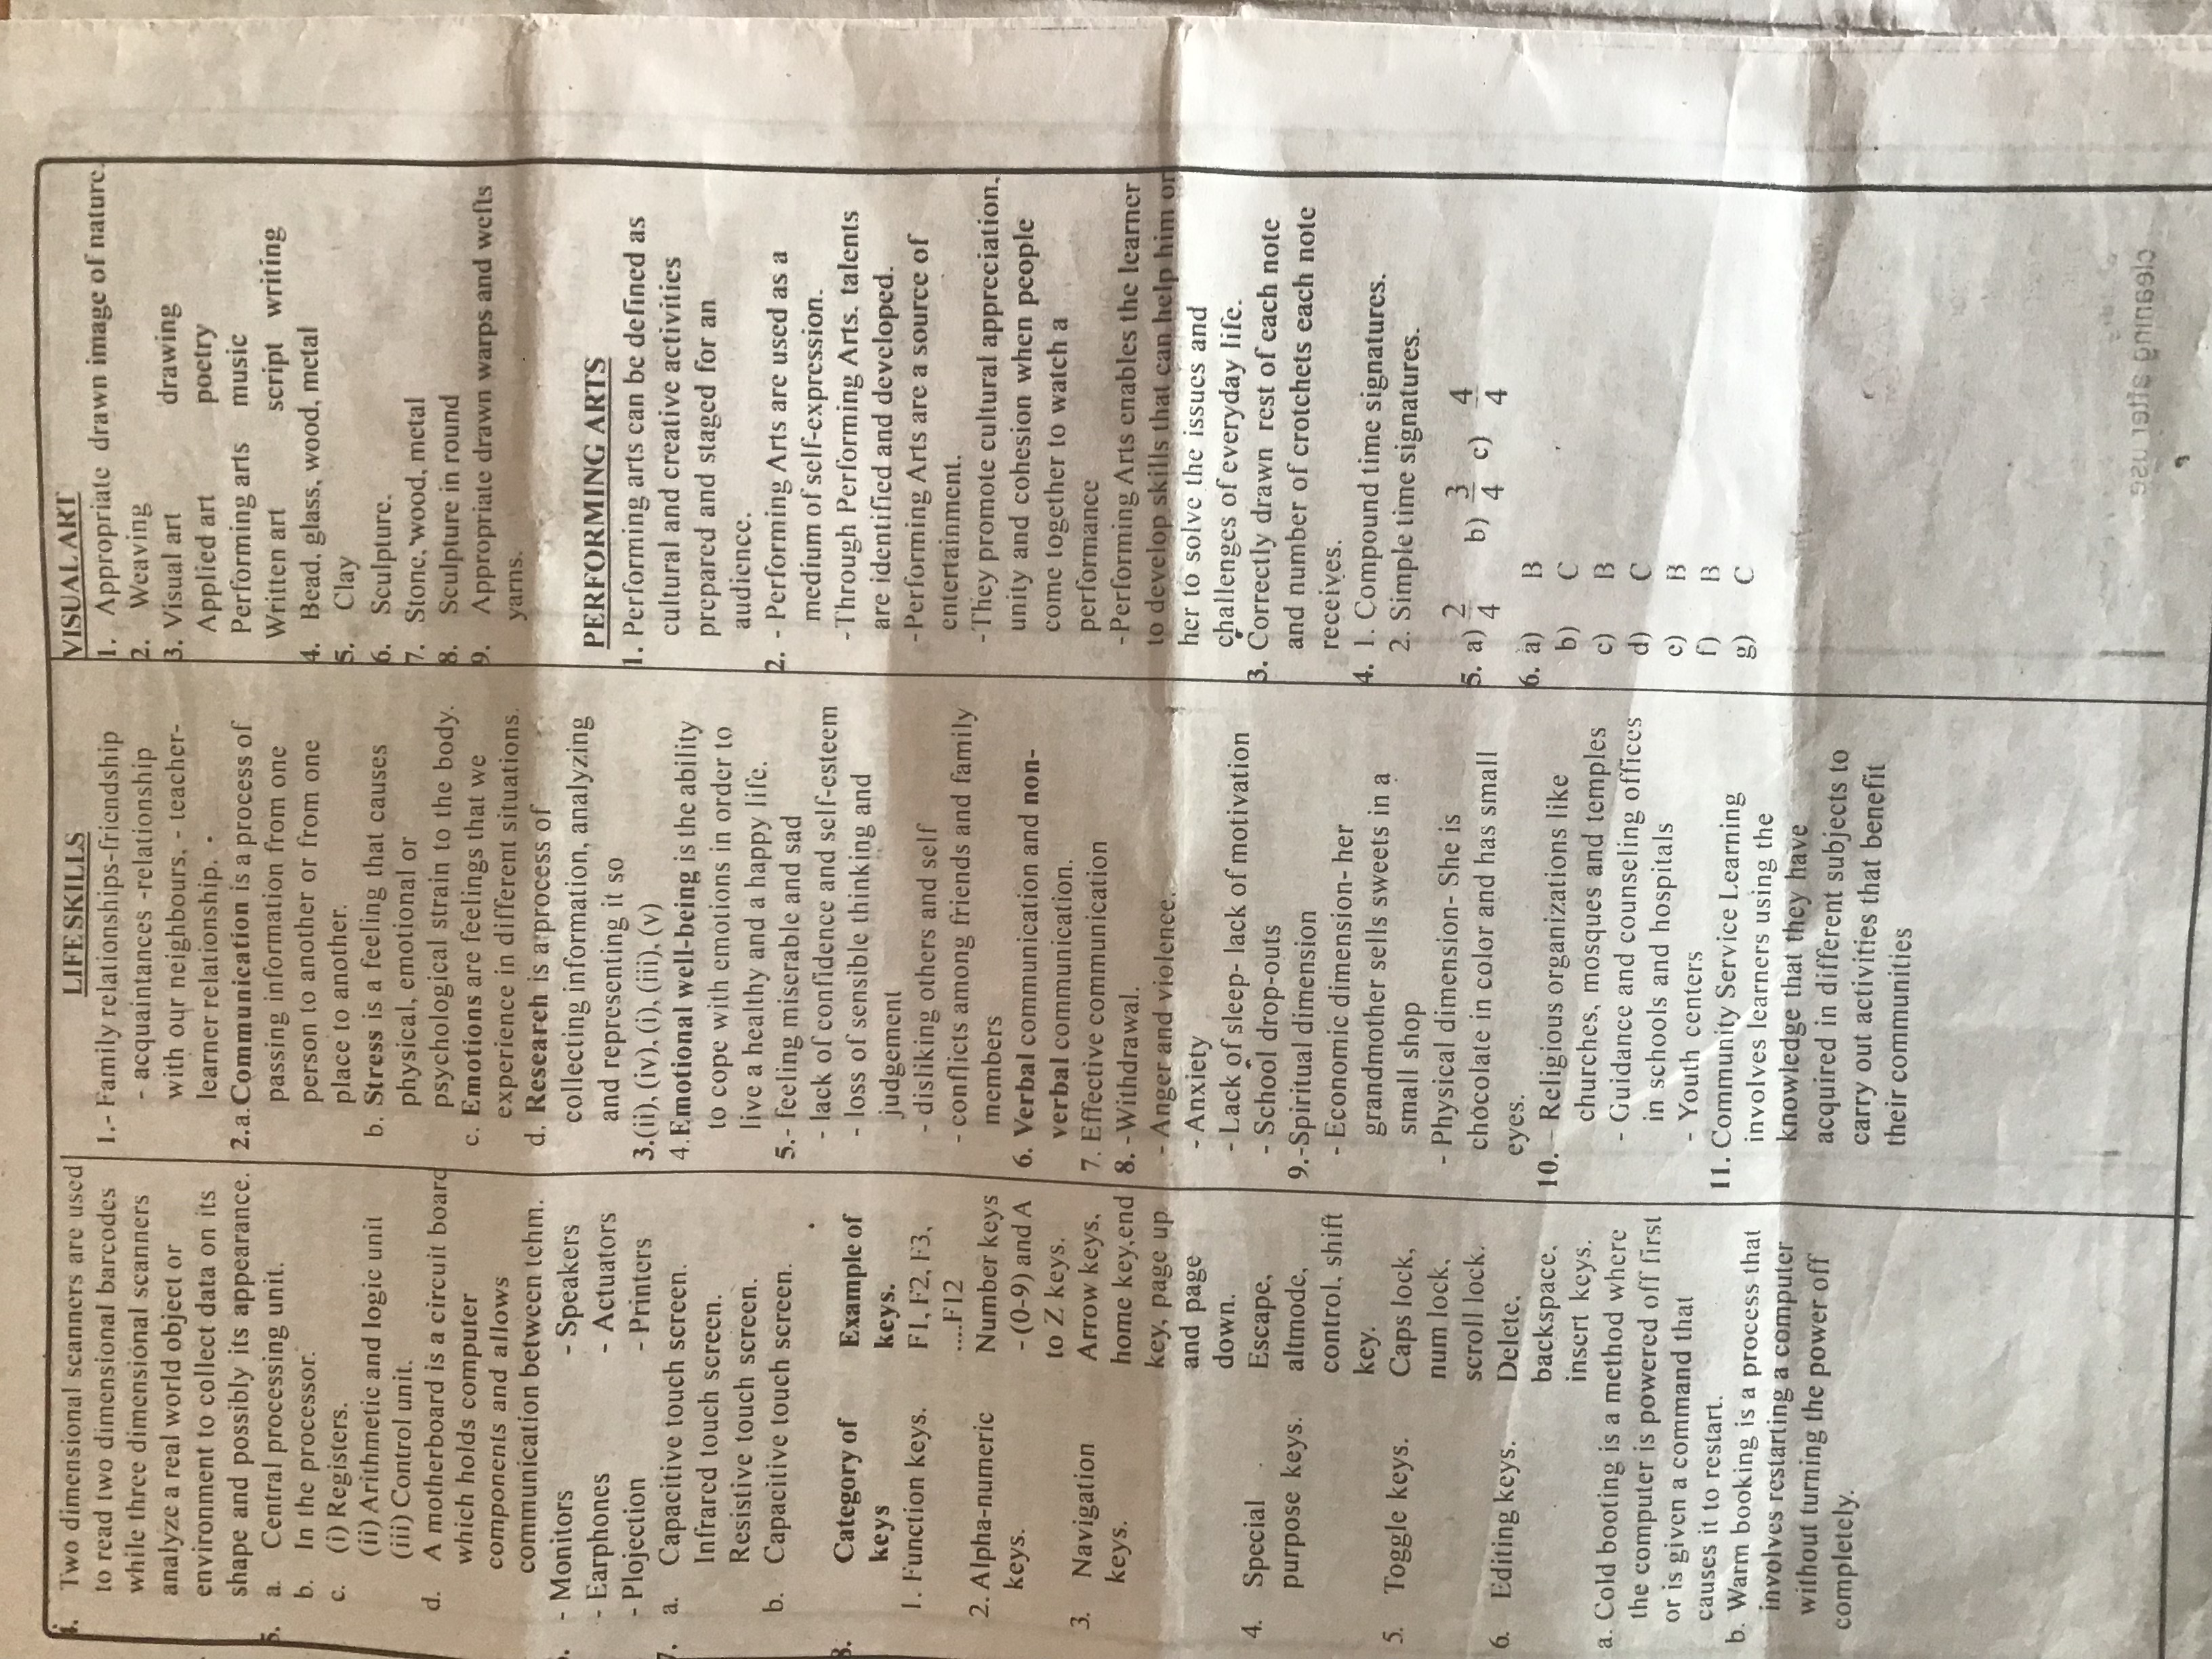 4. Two dimensional scanners are used
to read two dimensional barcodes
while three dimensional scanners
analyze a real world object or
environment to collect data on its
shape and possibly its appearance.
5. a. Central processing unit.
b. In the processor.
c. (i) Registers.
(ii) Arithmetic and logic unit
(iii) Control unit.
d. A motherboard is a circuit board
which holds computer
components and allows
communication between tehm.
- Monitors - Speakers
- Earphones - Actuators
- Plojection - Printers
7. a. Capacitive touch screen.
Infrared touch screen.
Resistive touch screen.
b. Capacitive touch screen.
8. Category of Example of
keys keys.
1. Function keys. F1, F2, F3,
....F12
2. Alpha-numeric Number keys
keys. - (0-9) and A
to Z keys.
3. Navigation Arrow keys,
keys. home key,end
key, page up
and page
down.
4. Special Escape,
purpose keys. altmode,
control, shift
key.
5. Toggle keys. Caps lock,
num lock,
scroll lock.
6. Editing keys. Delete,
backspace,
insert keys.
a. Cold booting is a method where
the computer is powered off first
or is given a command that
causes it to restart.
b. Warm booking is a process that
involves restarting a computer
without turning the power off
completely.
LIFE SKILLS
1.- Family relationships-friendship
- acquaintances -relationship
with our neighbours, - teacher-
learner relationship.
2.a. Communication is a process of
passing information from one
person to another or from one
place to another.
b. Stress is a feeling that causes
physical, emotional or
psychological strain to the body.
c. Emotions are feelings that we
experience in different situations.
d. Research is a process of
collecting information, analyzing
and representing it so
3.(ii), (iv), (i), (iii), (v)
4.Emotional well-being is the ability
to cope with emotions in order to
live a healthy and a happy life.
5.- feeling miserable and sad
- lack of confidence and self-esteem
- loss of sensible thinking and
judgement
- disliking others and self
- conflicts among friends and family
members
6. Verbal communication and non-
verbal communication.
7. Effective communication
8. -Withdrawal.
- Anger and violence.
- Anxiety
- Lack of sleep- lack of motivation
- School drop-outs
9.-Spiritual dimension
- Economic dimension- her
grandmother sells sweets in a
small shop
- Physical dimension- She is
chocolate in color and has small
eyes.
10. – Religious organizations like
churches, mosques and temples
- Guidance and counseling offices
in schools and hospitals
- Youth centers
11. Community Service Learning
involves learners using the
knowledge that they have
acquired in different subjects to
carry out activities that benefit
their communities
VISUAL ART
1. Appropriate drawn image of nature.
2. Weaving
3. Visual art drawing
Applied art poetry
Performing arts music
Written art script writing
4. Bead, glass, wood, metal
5. Clay
6. Sculpture.
7. Stone, wood, metal
8. Sculpture in round
9. Appropriate drawn warps and wefts
yarns.
PERFORMING ARTS
1. Performing arts can be defined as
cultural and creative activities
prepared and staged for an
audience.
2. - Performing Arts are used as a
medium of self-expression.
-Through Performing Arts, talents
are identified and developed.
-Performing Arts are a source of
entertainment.
-They promote cultural appreciation,
unity and cohesion when people
come together to watch a
performance
-Performing Arts enables the learner
to develop skills that can help him or
her to solve the issues and
challenges of everyday life.
3. Correctly drawn rest of each note
and number of crotchets each note
receives.
4. 1. Compound time signatures.
2. Simple time signatures.
5. a) 2/4 b) 3/4 c) 4/4
6. a) B
b) C
c) B
d) C
e) B
f) B
g) C
cleaning after use